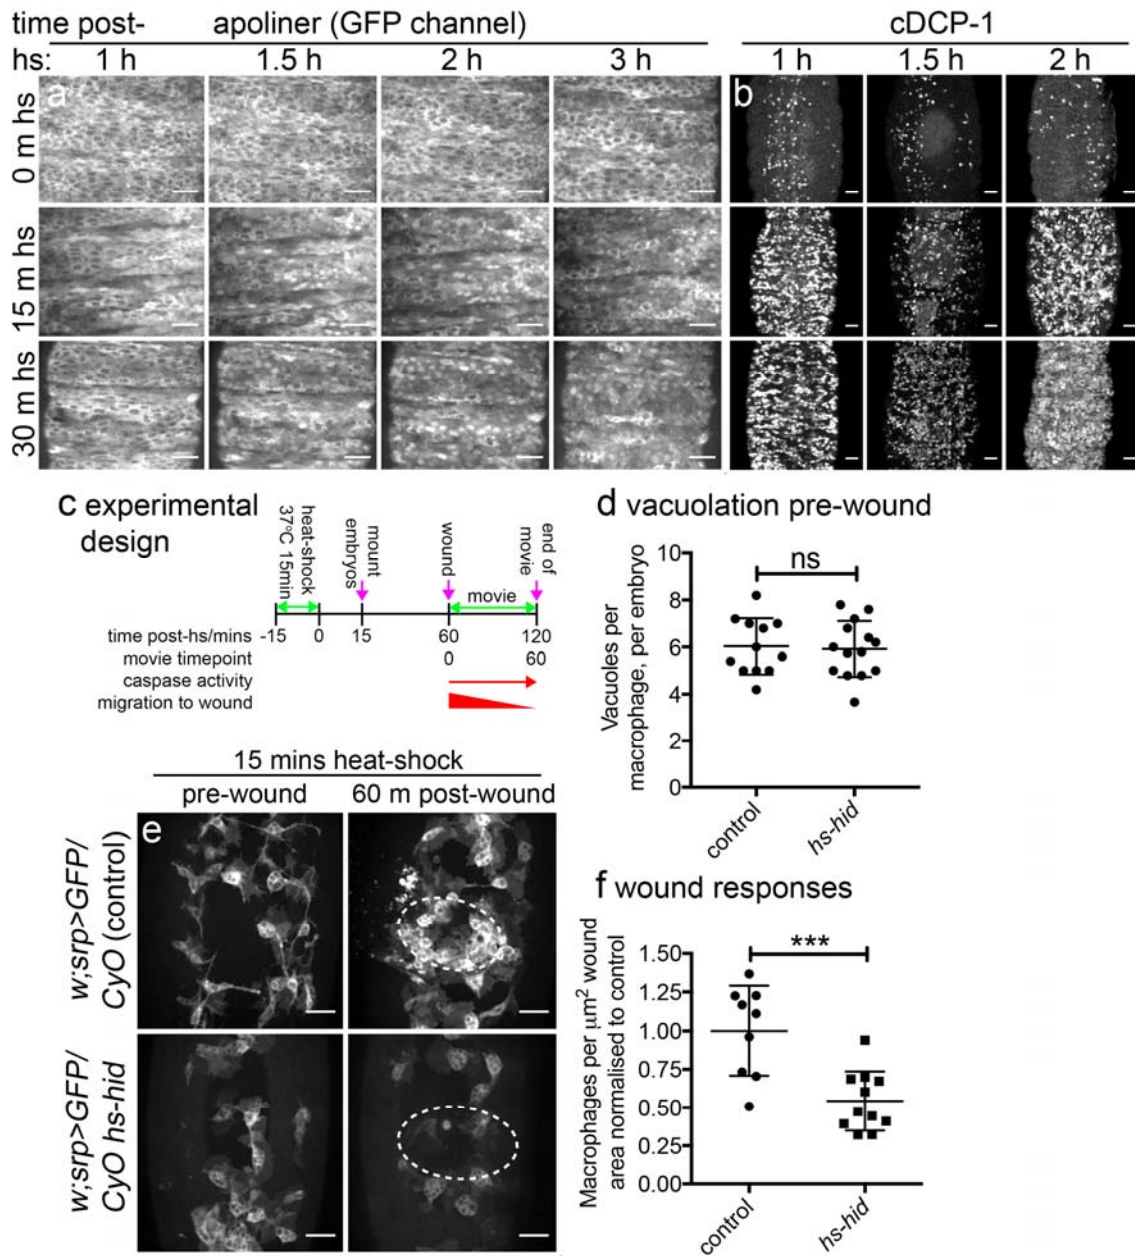 time post-
hs:
apoliner (GFP channel)
cDCP-1
1 h
1.5 h
2 h
3 h
1 h
1.5 h
2 h
0 m hs
15 m hs
30 m hs
a
b
c experimental
design
heat-shock
37ºC 15min
mount
embryos
wound
end of
movie
movie
time post-hs/mins -15 0 15 60 120
movie timepoint 0 60
caspase activity
migration to wound
d vacuolation pre-wound
ns
Vacuoles per
macrophage, per embryo
10
8
6
4
2
0
control
hs-hid
15 mins heat-shock
pre-wound
60 m post-wound
e
w;srp>GFP/
CyO (control)
w;srp>GFP/
CyO hs-hid
f wound responses
***
Macrophages per μm² wound
area normalised to control
1.50
1.25
1.00
0.75
0.50
0.25
0.00
control
hs-hid